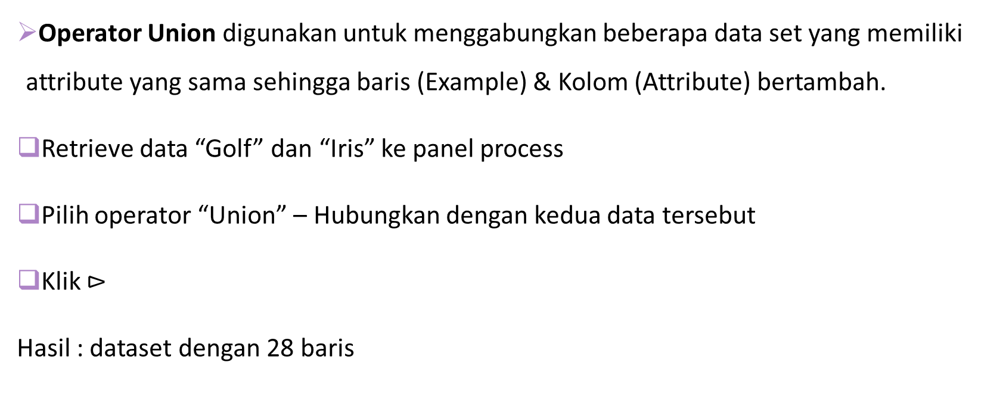 ➢Operator Union digunakan untuk menggabungkan beberapa data set yang memiliki
attribute yang sama sehingga baris (Example) & Kolom (Attribute) bertambah.
❑Retrieve data “Golf” dan “Iris” ke panel process
❑Pilih operator “Union” – Hubungkan dengan kedua data tersebut
❑Klik ▻
Hasil : dataset dengan 28 baris